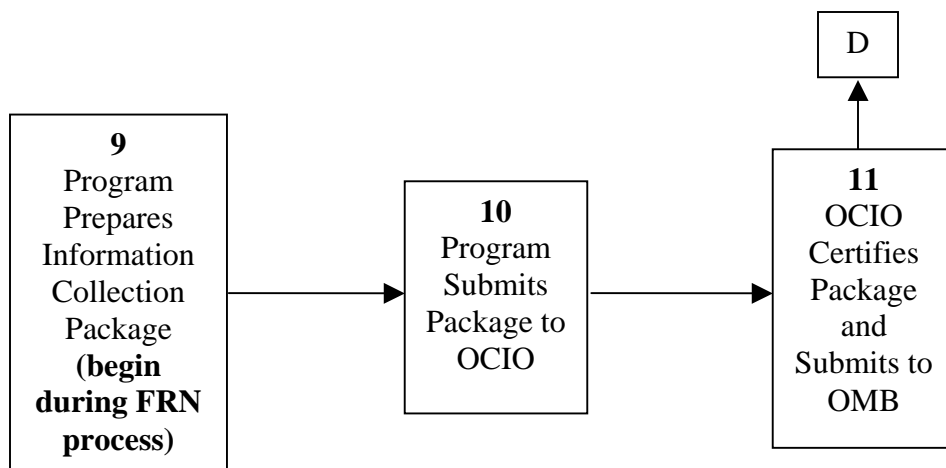 D
9
Program
Prepares
Information
Collection
Package
(begin
during FRN
process)
10
Program
Submits
Package to
OCIO
11
OCIO
Certifies
Package
and
Submits to
OMB